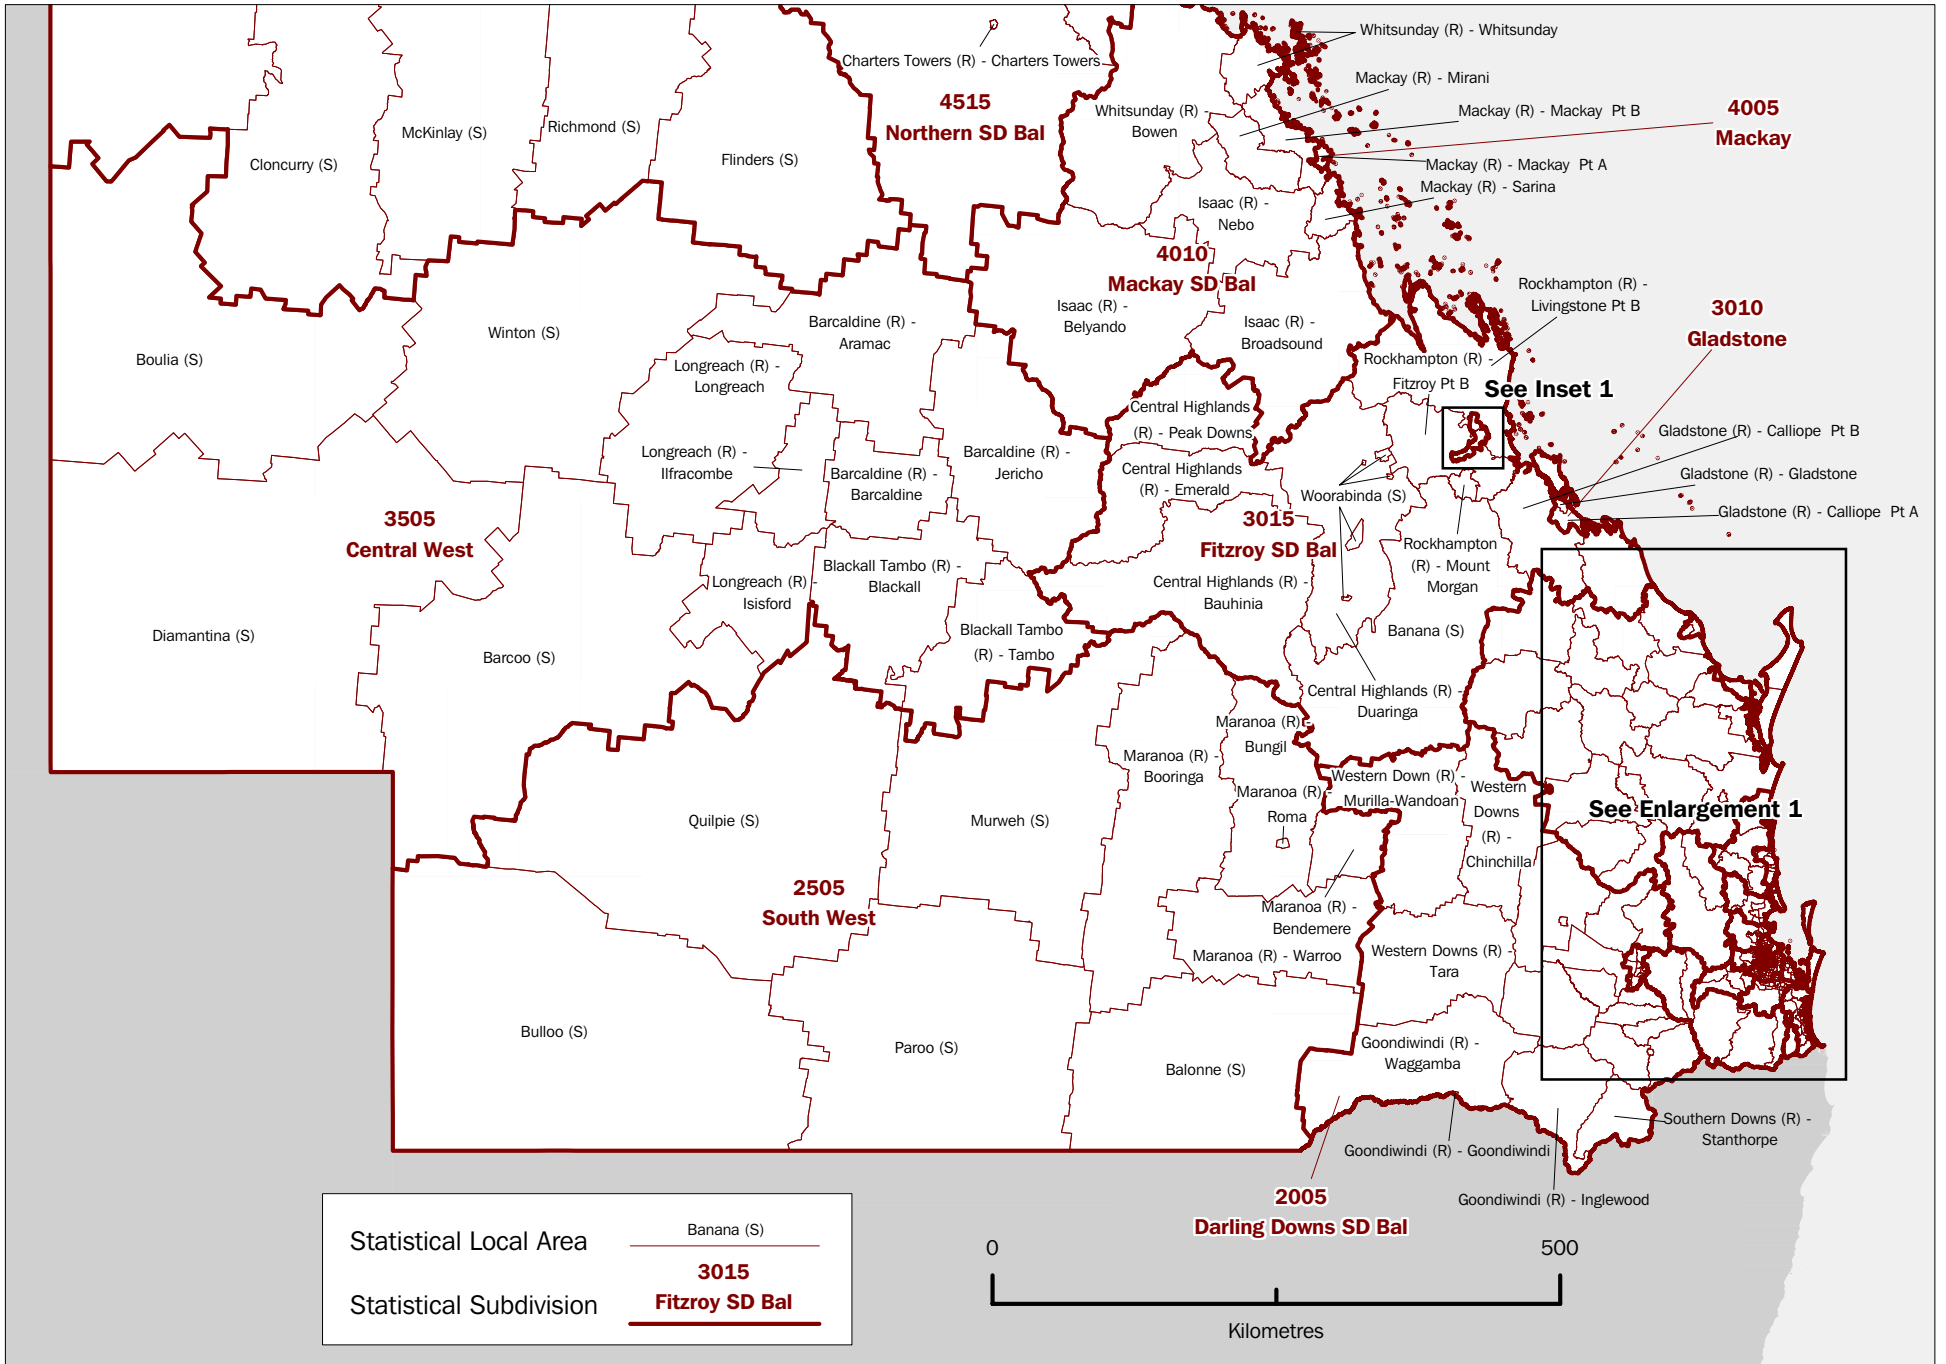 Whitsunday (R) - Whitsunday
Charters Towers (R) - Charters Towers
Mackay (R) - Mirani
4515
Northern SD Bal
Whitsunday (R) -
Bowen
Mackay (R) - Mackay Pt B
4005
Mackay
McKinlay (S)
Richmond (S)
Cloncurry (S)
Flinders (S)
Mackay (R) - Mackay Pt A
Mackay (R) - Sarina
Isaac (R) -
Nebo
4010
Mackay SD Bal
Rockhampton (R) -
Livingstone Pt B
3010
Gladstone
Isaac (R) -
Belyando
Isaac (R) -
Broadsound
Winton (S)
Barcaldine (R) -
Aramac
Boulia (S)
Longreach (R) -
Longreach
Rockhampton (R) -
Fitzroy Pt B
See Inset 1
Central Highlands
(R) - Peak Downs
Gladstone (R) - Calliope Pt B
Longreach (R) -
Ilfracombe
Barcaldine (R) -
Barcaldine
Barcaldine (R) -
Jericho
Central Highlands
(R) - Emerald
Woorabinda (S)
Gladstone (R) - Gladstone
Gladstone (R) - Calliope Pt A
3505
Central West
3015
Fitzroy SD Bal
Rockhampton
(R) - Mount
Morgan
Longreach (R) -
Isisford
Blackall Tambo (R) -
Blackall
Central Highlands (R) -
Bauhinia
Diamantina (S)
Barcoo (S)
Blackall Tambo
(R) - Tambo
Banana (S)
Central Highlands (R) -
Duaringa
Maranoa (R) -
Bungil
Maranoa (R) -
Booringa
Western Down (R) -
Murilla-Wandoan
Western
Downs
(R) -
Chinchilla
Maranoa (R) -
Roma
See Enlargement 1
Quilpie (S)
Murweh (S)
2505
South West
Maranoa (R) -
Bendemere
Maranoa (R) - Warroo
Western Downs (R) -
Tara
Bulloo (S)
Paroo (S)
Balonne (S)
Goondiwindi (R) -
Waggamba
Southern Downs (R) -
Stanthorpe
Goondiwindi (R) - Goondiwindi
Goondiwindi (R) - Inglewood
2005
Darling Downs SD Bal
Statistical Local Area
Banana (S)
Statistical Subdivision
3015
Fitzroy SD Bal
0
500
Kilometres